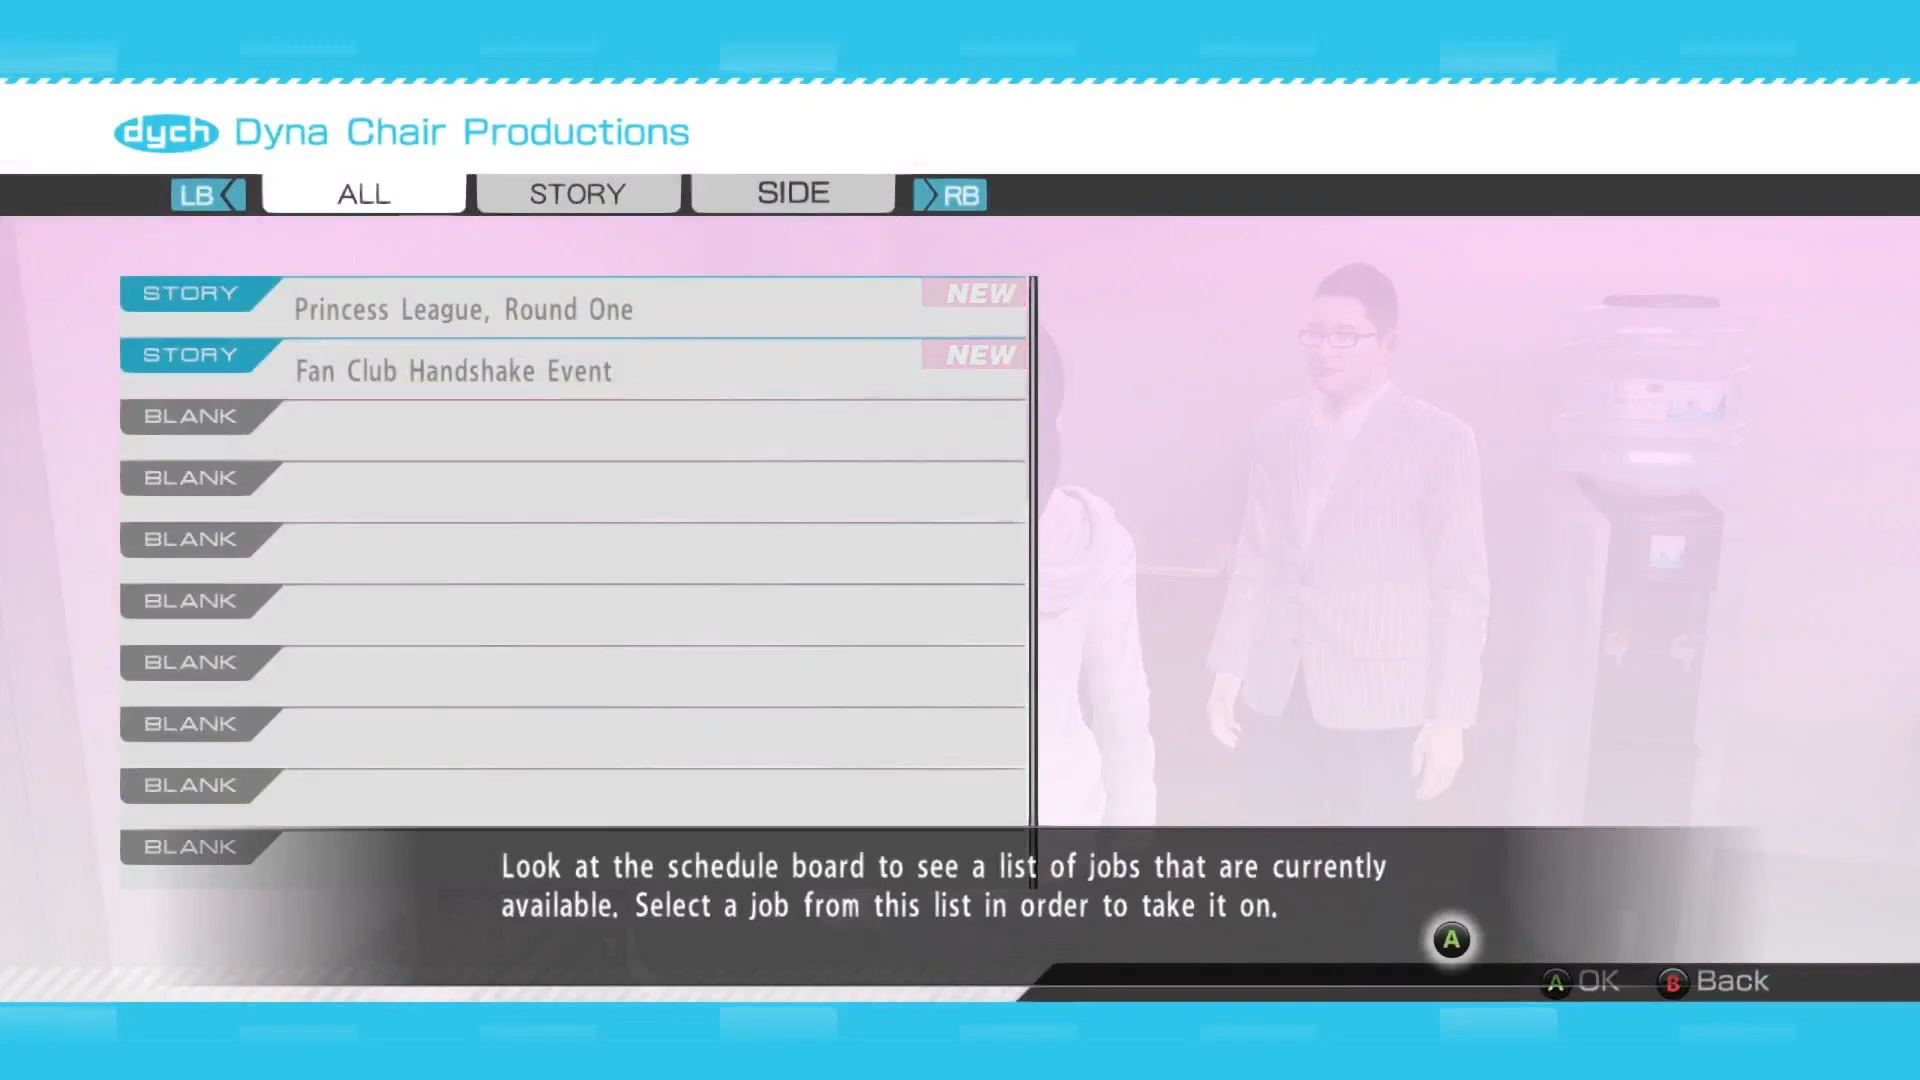 dych Dyna Chair Productions
LB ALL STORY SIDE RB
STORY Princess League, Round One NEW
STORY Fan Club Handshake Event NEW
BLANK
BLANK
BLANK
BLANK
BLANK
BLANK
BLANK
BLANK
Look at the schedule board to see a list of jobs that are currently
available. Select a job from this list in order to take it on.
A
A OK B Back